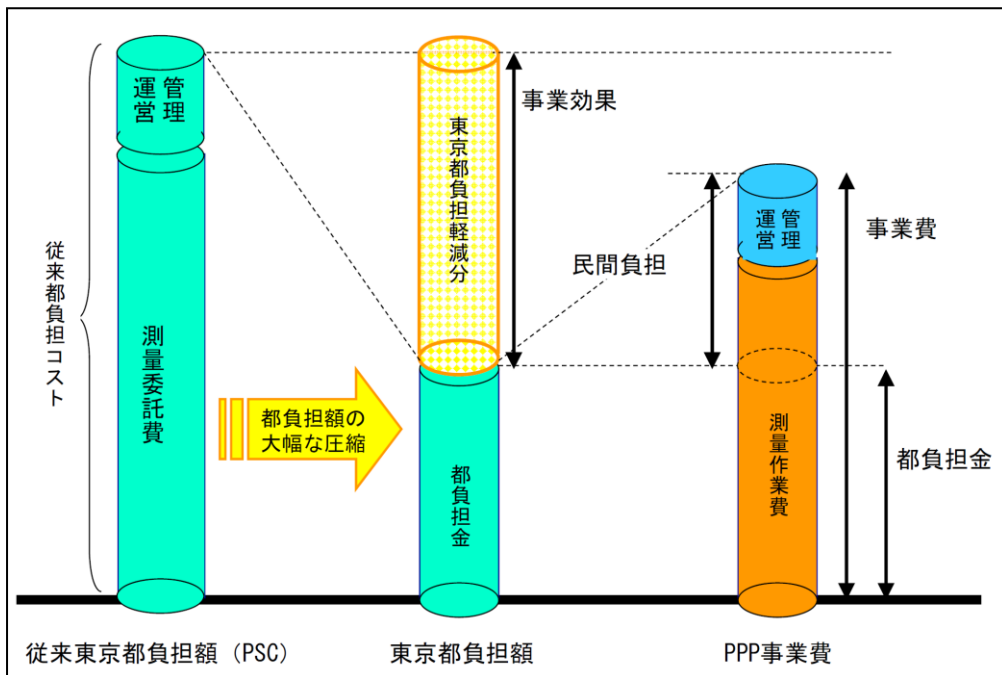 運営
管理
従来都負担コスト
測量委託費
都負担額の
大幅な圧縮
東京都負担軽減分
都負担金
事業効果
民間負担
運営
管理
測量作業費
事業費
都負担金
従来東京都負担額（PSC）
東京都負担額
PPP事業費